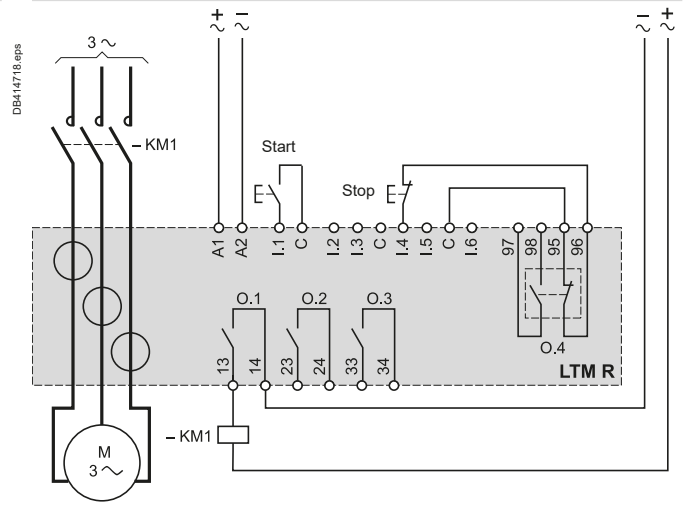 DB414718.eps
3 ~
+ − − +
~ ~ ~ ~
– KM1
Start
Stop
A1 A2 I.1 C I.2 I.3 C I.4 I.5 C I.6 97 98 95 96
O.1 O.2 O.3
O.4
13 14 23 24 33 34
LTM R
– KM1
M
3 ~